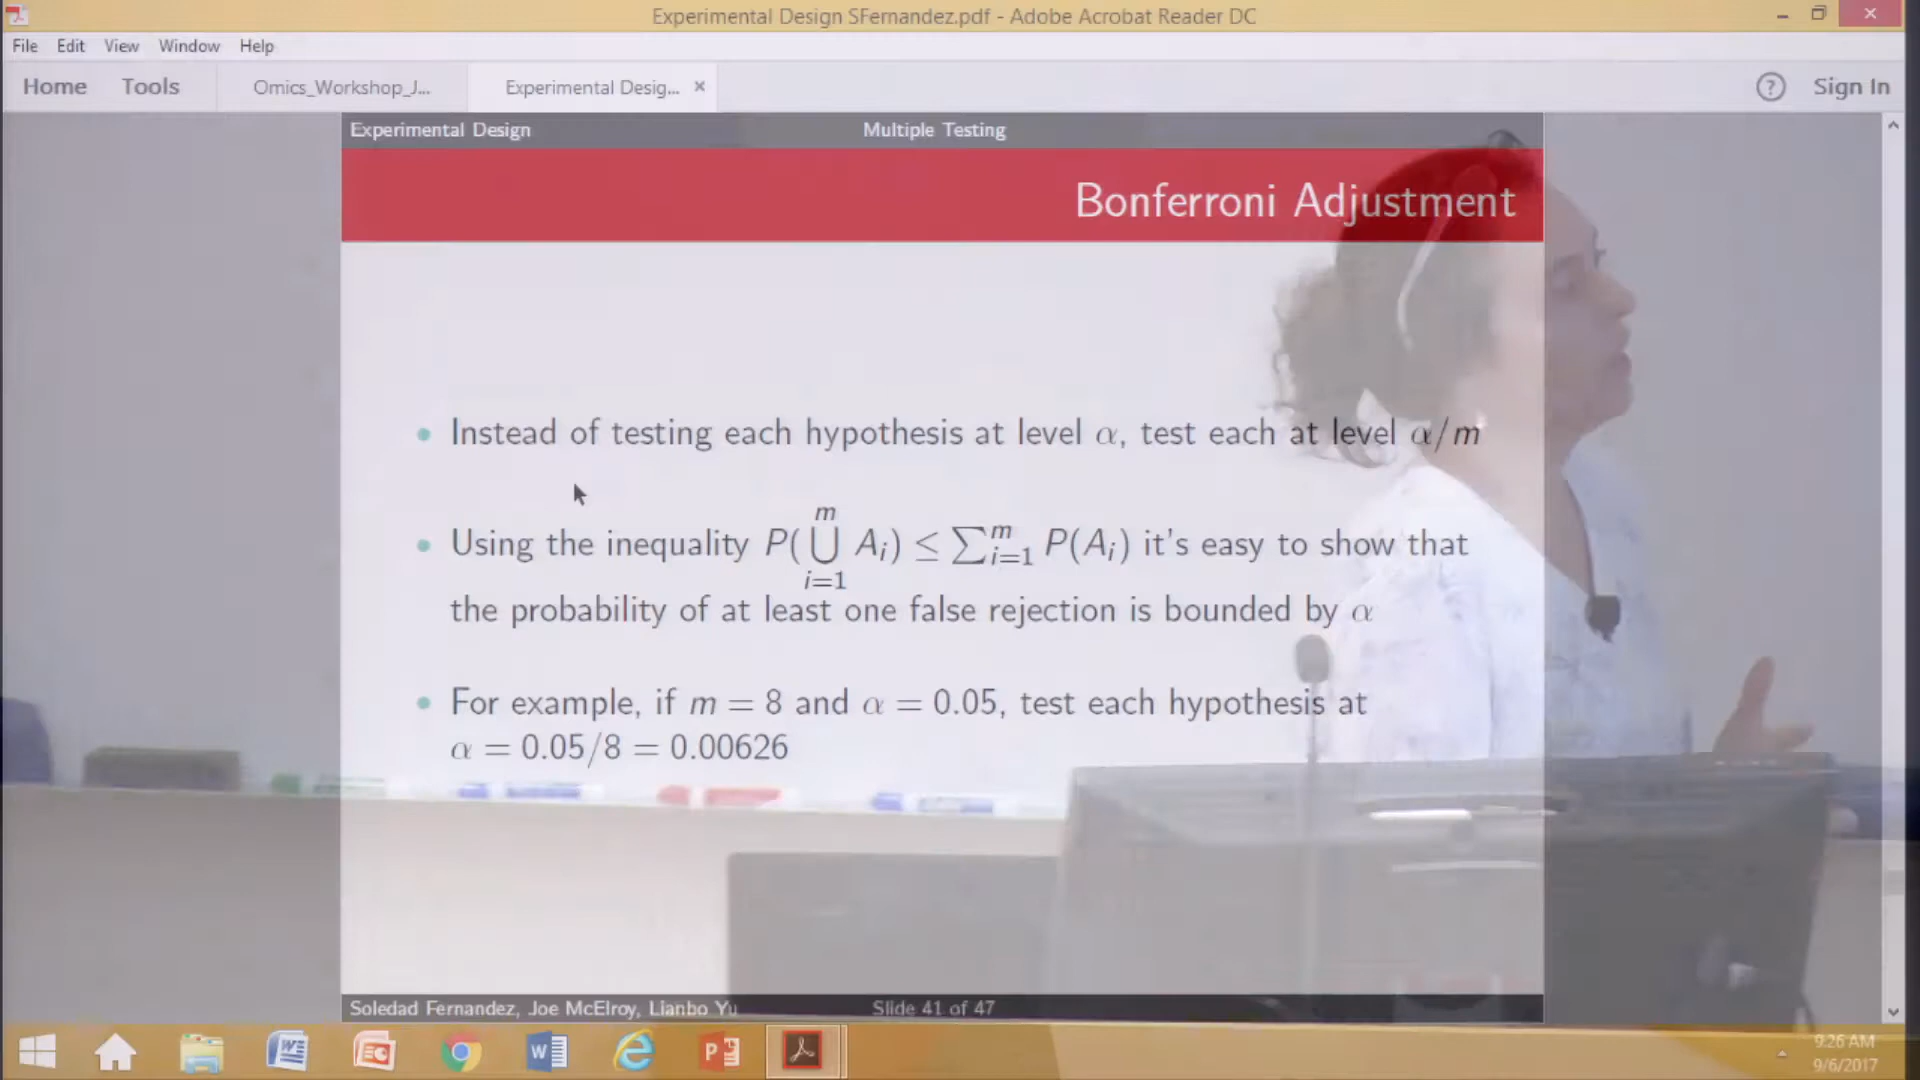 Experimental Design SFernandez.pdf - Adobe Acrobat Reader DC
File Edit View Window Help
Home Tools Omics_Workshop_J... Experimental Desig... × ? Sign In
Experimental Design Multiple Testing
Bonferroni Adjustment
• Instead of testing each hypothesis at level α, test each at level α/m
• Using the inequality P(⋃_{i=1}^{m} A_i) ≤ ∑_{i=1}^{m} P(A_i) it's easy to show that
the probability of at least one false rejection is bounded by α
• For example, if m = 8 and α = 0.05, test each hypothesis at
α = 0.05/8 = 0.00626
Soledad Fernandez, Joe McElroy, Lianbo Yu Slide 41 of 47
9:26 AM
9/6/2017